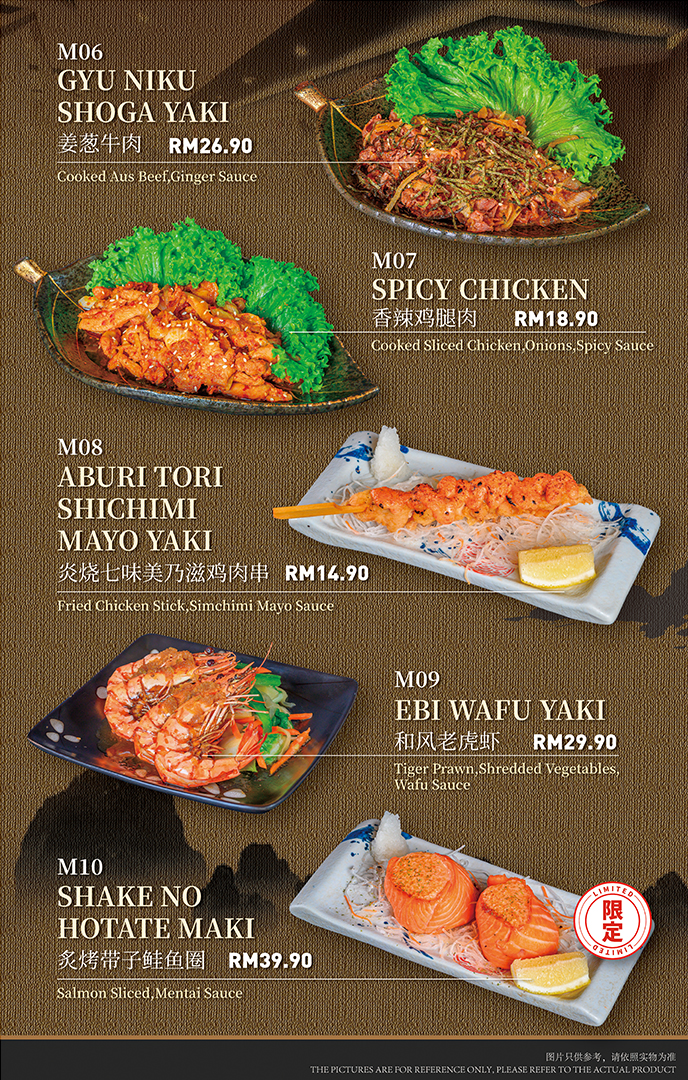 M06
GYU NIKU
SHOGA YAKI
姜葱牛肉 RM26.90
Cooked Aus Beef,Ginger Sauce
M07
SPICY CHICKEN
香辣鸡腿肉 RM18.90
Cooked Sliced Chicken,Onions,Spicy Sauce
M08
ABURI TORI
SHICHIMI
MAYO YAKI
炎烧七味美乃滋鸡肉串 RM14.90
Fried Chicken Stick,Simchimi Mayo Sauce
M09
EBI WAFU YAKI
和风老虎虾 RM29.90
Tiger Prawn,Shredded Vegetables,
Wafu Sauce
M10
SHAKE NO
HOTATE MAKI
炙烤带子鲑鱼圈 RM39.90
Salmon Sliced,Mentai Sauce
LIMITED
限
定
LIMITED
图片只供参考，请依照实物为准
THE PICTURES ARE FOR REFERENCE ONLY, PLEASE REFER TO THE ACTUAL PRODUCT